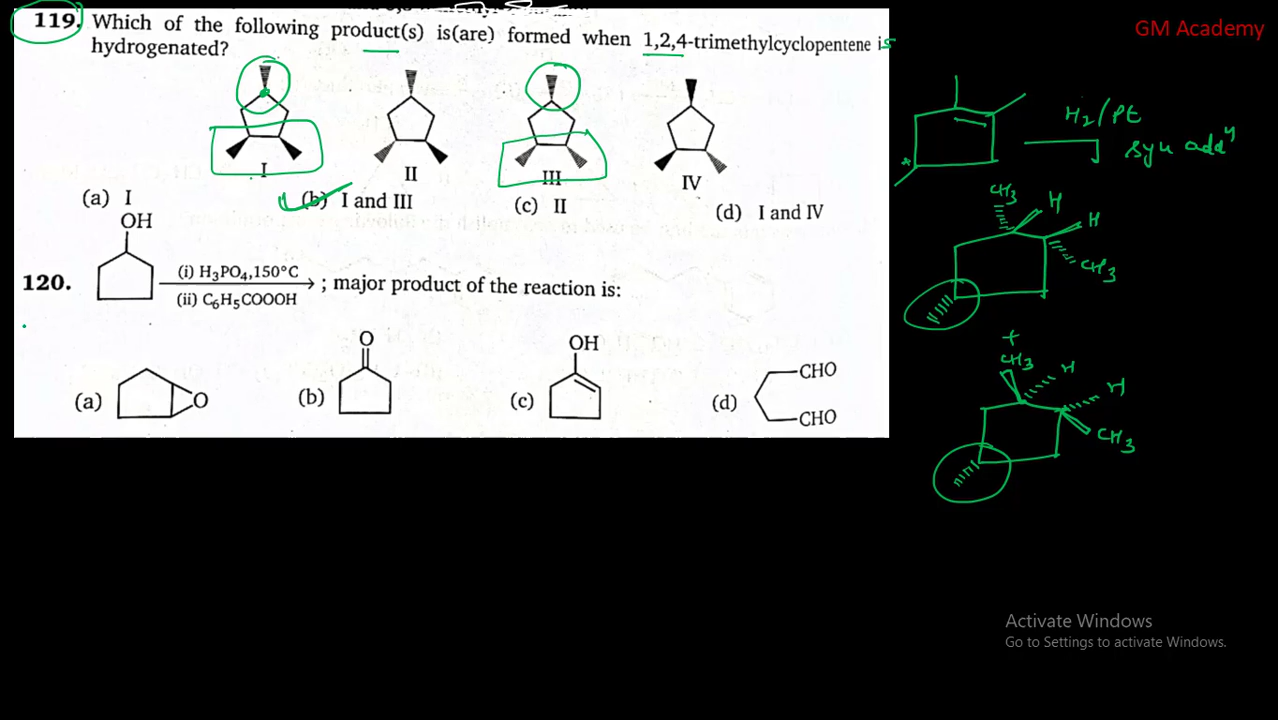 GM Academy
119. Which of the following product(s) is(are) formed when 1,2,4-trimethylcyclopentene is
hydrogenated?
I
II
III
IV
(a) I
(b) I and III
(c) II
(d) I and IV
OH
120.
(i) H₃PO₄,150°C
(ii) C₆H₅COOOH
; major product of the reaction is:
(a)
O
(b)
O
(c)
OH
(d)
CHO
CHO
H₂/Pt
syn addⁿ
CH₃
H
H
CH₃
+
CH₃
H
H
CH₃
Activate Windows
Go to Settings to activate Windows.